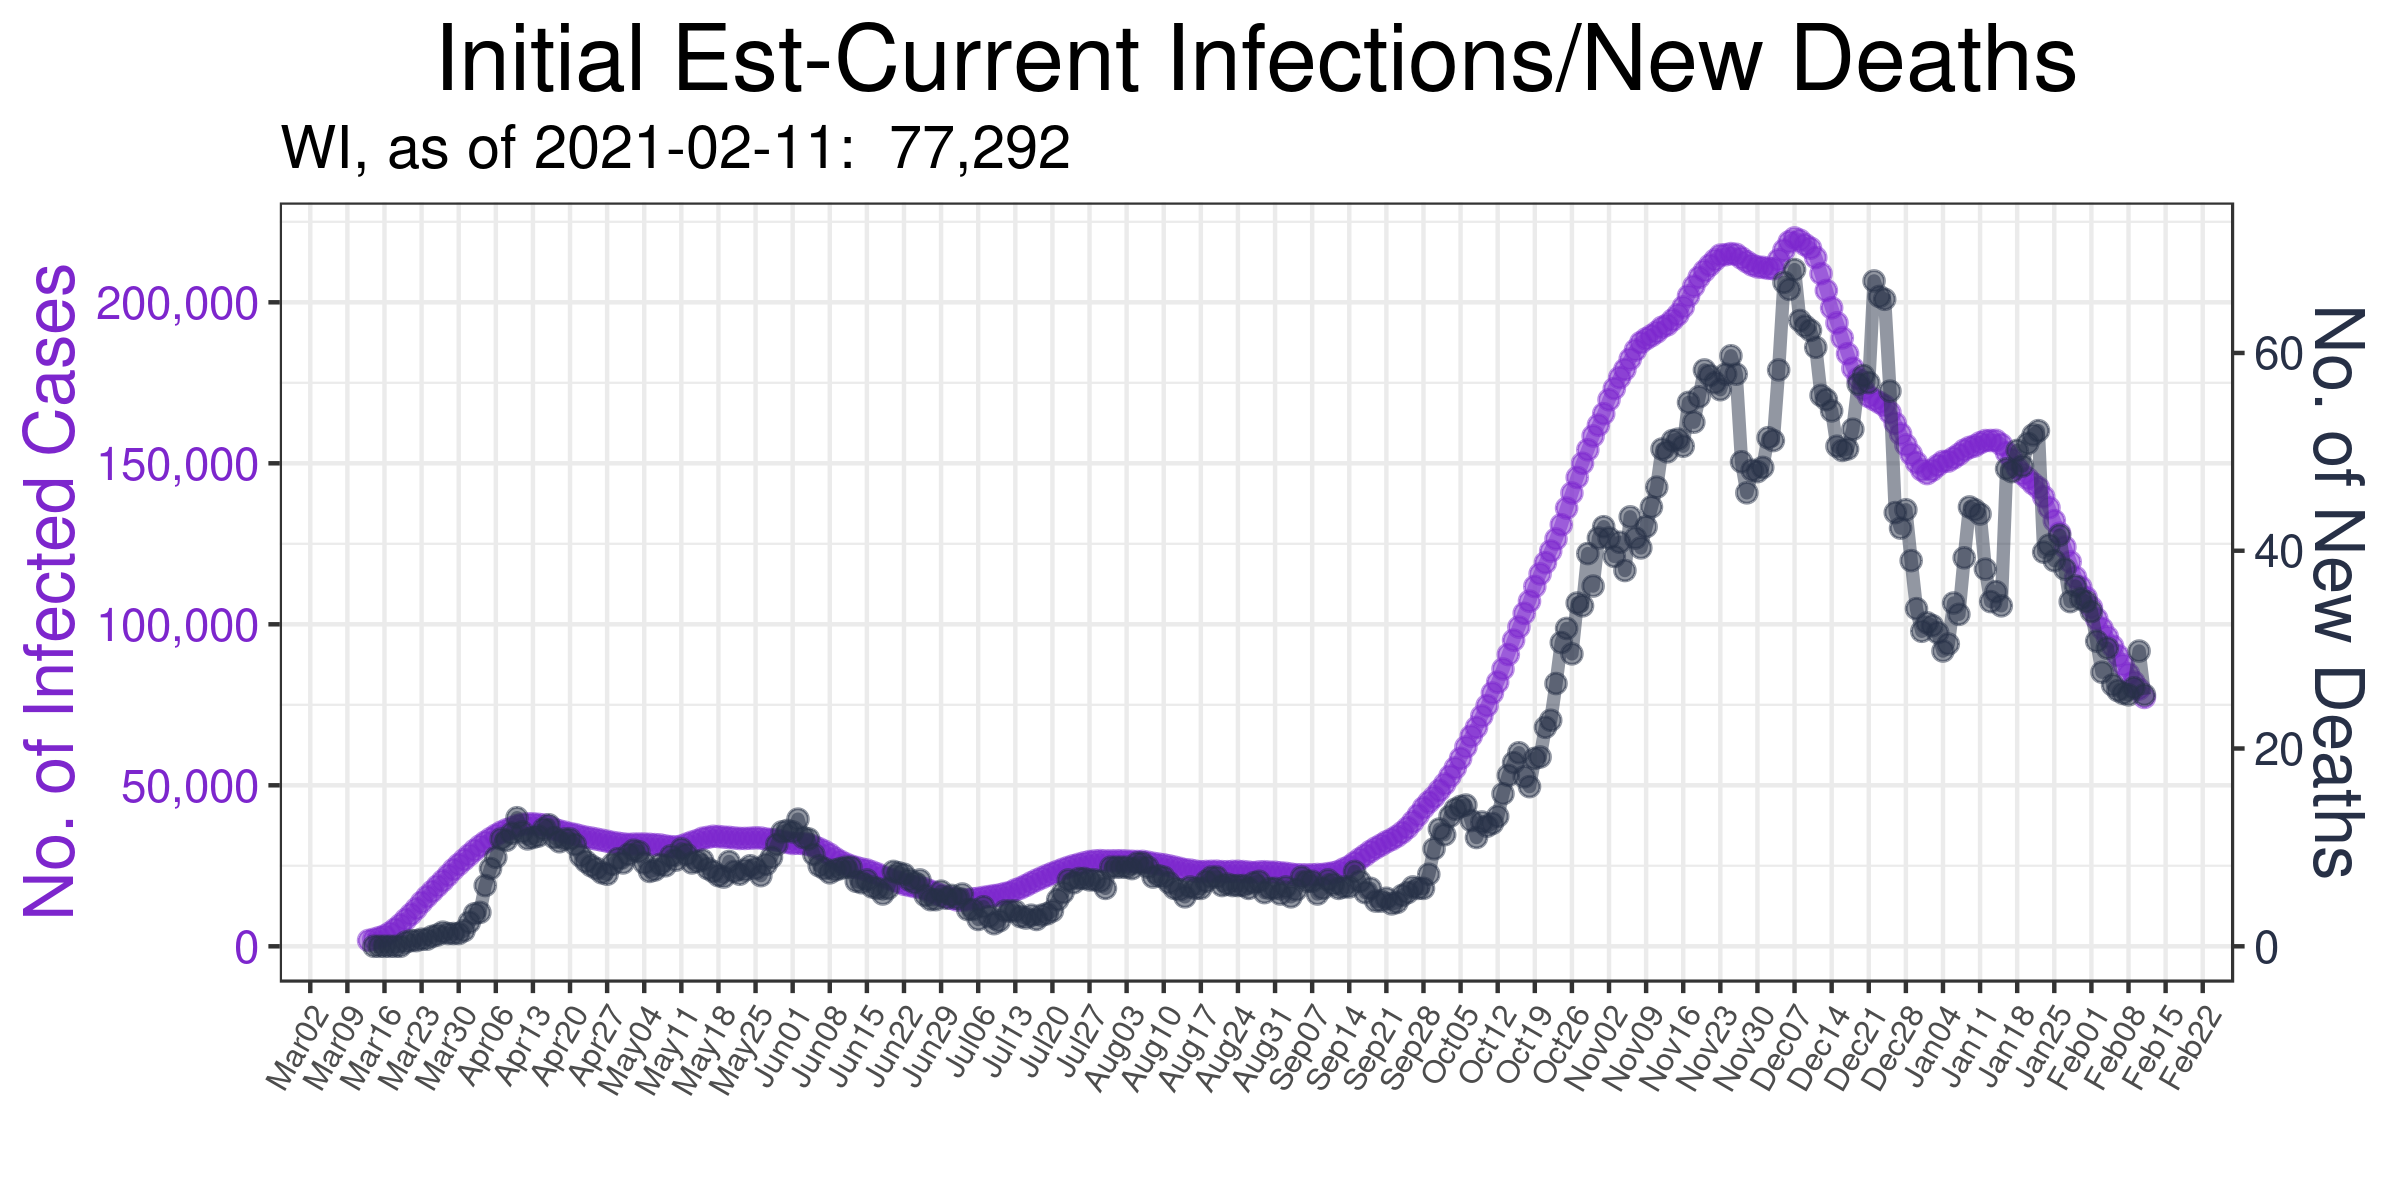 Initial Est-Current Infections/New Deaths
WI, as of 2021-02-11: 77,292
No. of Infected Cases
200,000
150,000
100,000
50,000
0
60
40
20
0
No. of New Deaths
Mar02
Mar09
Mar16
Mar23
Mar30
Apr06
Apr13
Apr20
Apr27
May04
May11
May18
May25
Jun01
Jun08
Jun15
Jun22
Jun29
Jul06
Jul13
Jul20
Jul27
Aug03
Aug10
Aug17
Aug24
Aug31
Sep07
Sep14
Sep21
Sep28
Oct05
Oct12
Oct19
Oct26
Nov02
Nov09
Nov16
Nov23
Nov30
Dec07
Dec14
Dec21
Dec28
Jan04
Jan11
Jan18
Jan25
Feb01
Feb08
Feb15
Feb22